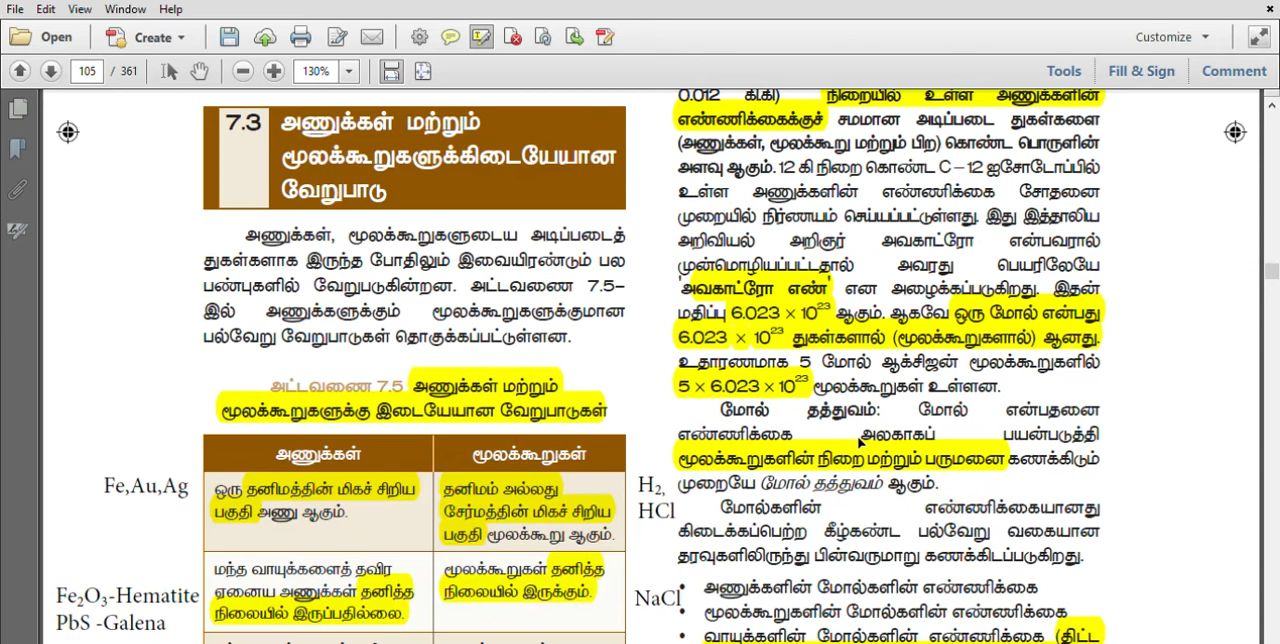 File Edit View Window Help
Open Create Customize
105 / 361 130% Tools Fill & Sign Comment
7.3 அணுக்கள் மற்றும்
மூலக்கூறுகளுக்கிடையேயான
வேறுபாடு
அணுக்கள், மூலக்கூறுகளுடைய அடிப்படைத்
துகள்களாக இருந்த போதிலும் இவையிரண்டும் பல
பண்புகளில் வேறுபடுகின்றன. அட்டவணை 7.5–
இல் அணுக்களுக்கும் மூலக்கூறுகளுக்குமான
பல்வேறு வேறுபாடுகள் தொகுக்கப்பட்டுள்ளன.
அட்டவணை 7.5 அணுக்கள் மற்றும்
மூலக்கூறுகளுக்கு இடையேயான வேறுபாடுகள்
அணுக்கள் மூலக்கூறுகள்
Fe,Au,Ag
ஒரு தனிமத்தின் மிகச் சிறிய
பகுதி அணு ஆகும்.
தனிமம் அல்லது
சேர்மத்தின் மிகச் சிறிய
பகுதி மூலக்கூறு ஆகும்.
H₂,
HCl
மந்த வாயுக்களைத் தவிர
ஏனைய அணுக்கள் தனித்த
நிலையில் இருப்பதில்லை.
மூலக்கூறுகள் தனித்த
நிலையில் இருக்கும்.
Fe₂O₃-Hematite
PbS -Galena
NaCl
0.012 கி.கி) நிறையில் உள்ள அணுக்களின்
எண்ணிக்கைக்குச் சமமான அடிப்படை துகள்களை
(அணுக்கள், மூலக்கூறு மற்றும் பிற) கொண்ட பொருளின்
அளவு ஆகும். 12 கி நிறை கொண்ட C – 12 ஐசோடோப்பில்
உள்ள அணுக்களின் எண்ணிக்கை சோதனை
முறையில் நிர்ணயம் செய்யப்பட்டுள்ளது. இது இத்தாலிய
அறிவியல் அறிஞர் அவகாட்ரோ என்பவரால்
முன்மொழியப்பட்டதால் அவரது பெயரிலேயே
'அவகாட்ரோ எண்' என அழைக்கப்படுகிறது. இதன்
மதிப்பு 6.023 × 10²³ ஆகும். ஆகவே ஒரு மோல் என்பது
6.023 × 10²³ துகள்களால் (மூலக்கூறுகளால்) ஆனது.
உதாரணமாக 5 மோல் ஆக்சிஜன் மூலக்கூறுகளில்
5 × 6.023 × 10²³ மூலக்கூறுகள் உள்ளன.
மோல் தத்துவம்: மோல் என்பதனை
எண்ணிக்கை அலகாகப் பயன்படுத்தி
மூலக்கூறுகளின் நிறை மற்றும் பருமனை கணக்கிடும்
முறையே மோல் தத்துவம் ஆகும்.
மோல்களின் எண்ணிக்கையானது
கிடைக்கப்பெற்ற கீழ்கண்ட பல்வேறு வகையான
தரவுகளிலிருந்து பின்வருமாறு கணக்கிடப்படுகிறது.
• அணுக்களின் மோல்களின் எண்ணிக்கை
• மூலக்கூறுகளின் மோல்களின் எண்ணிக்கை
• வாயுக்களின் மோல்களின் எண்ணிக்கை (திட்ட